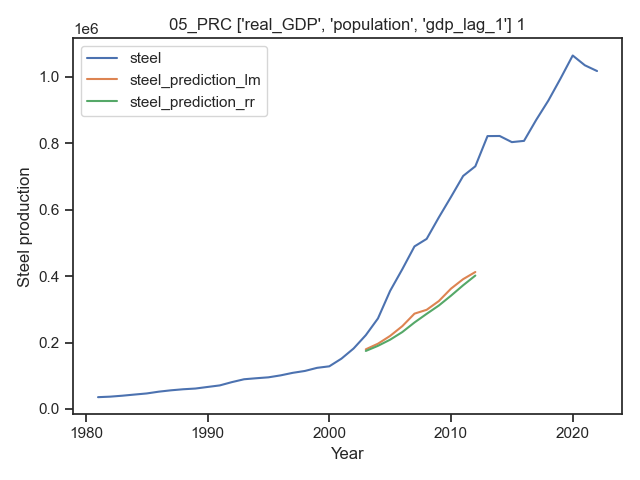 05_PRC ['real_GDP', 'population', 'gdp_lag_1'] 1
1e6
steel
steel_prediction_lm
steel_prediction_rr
1.0
0.8
0.6
0.4
0.2
0.0
Steel production
1980
1990
2000
2010
2020
Year